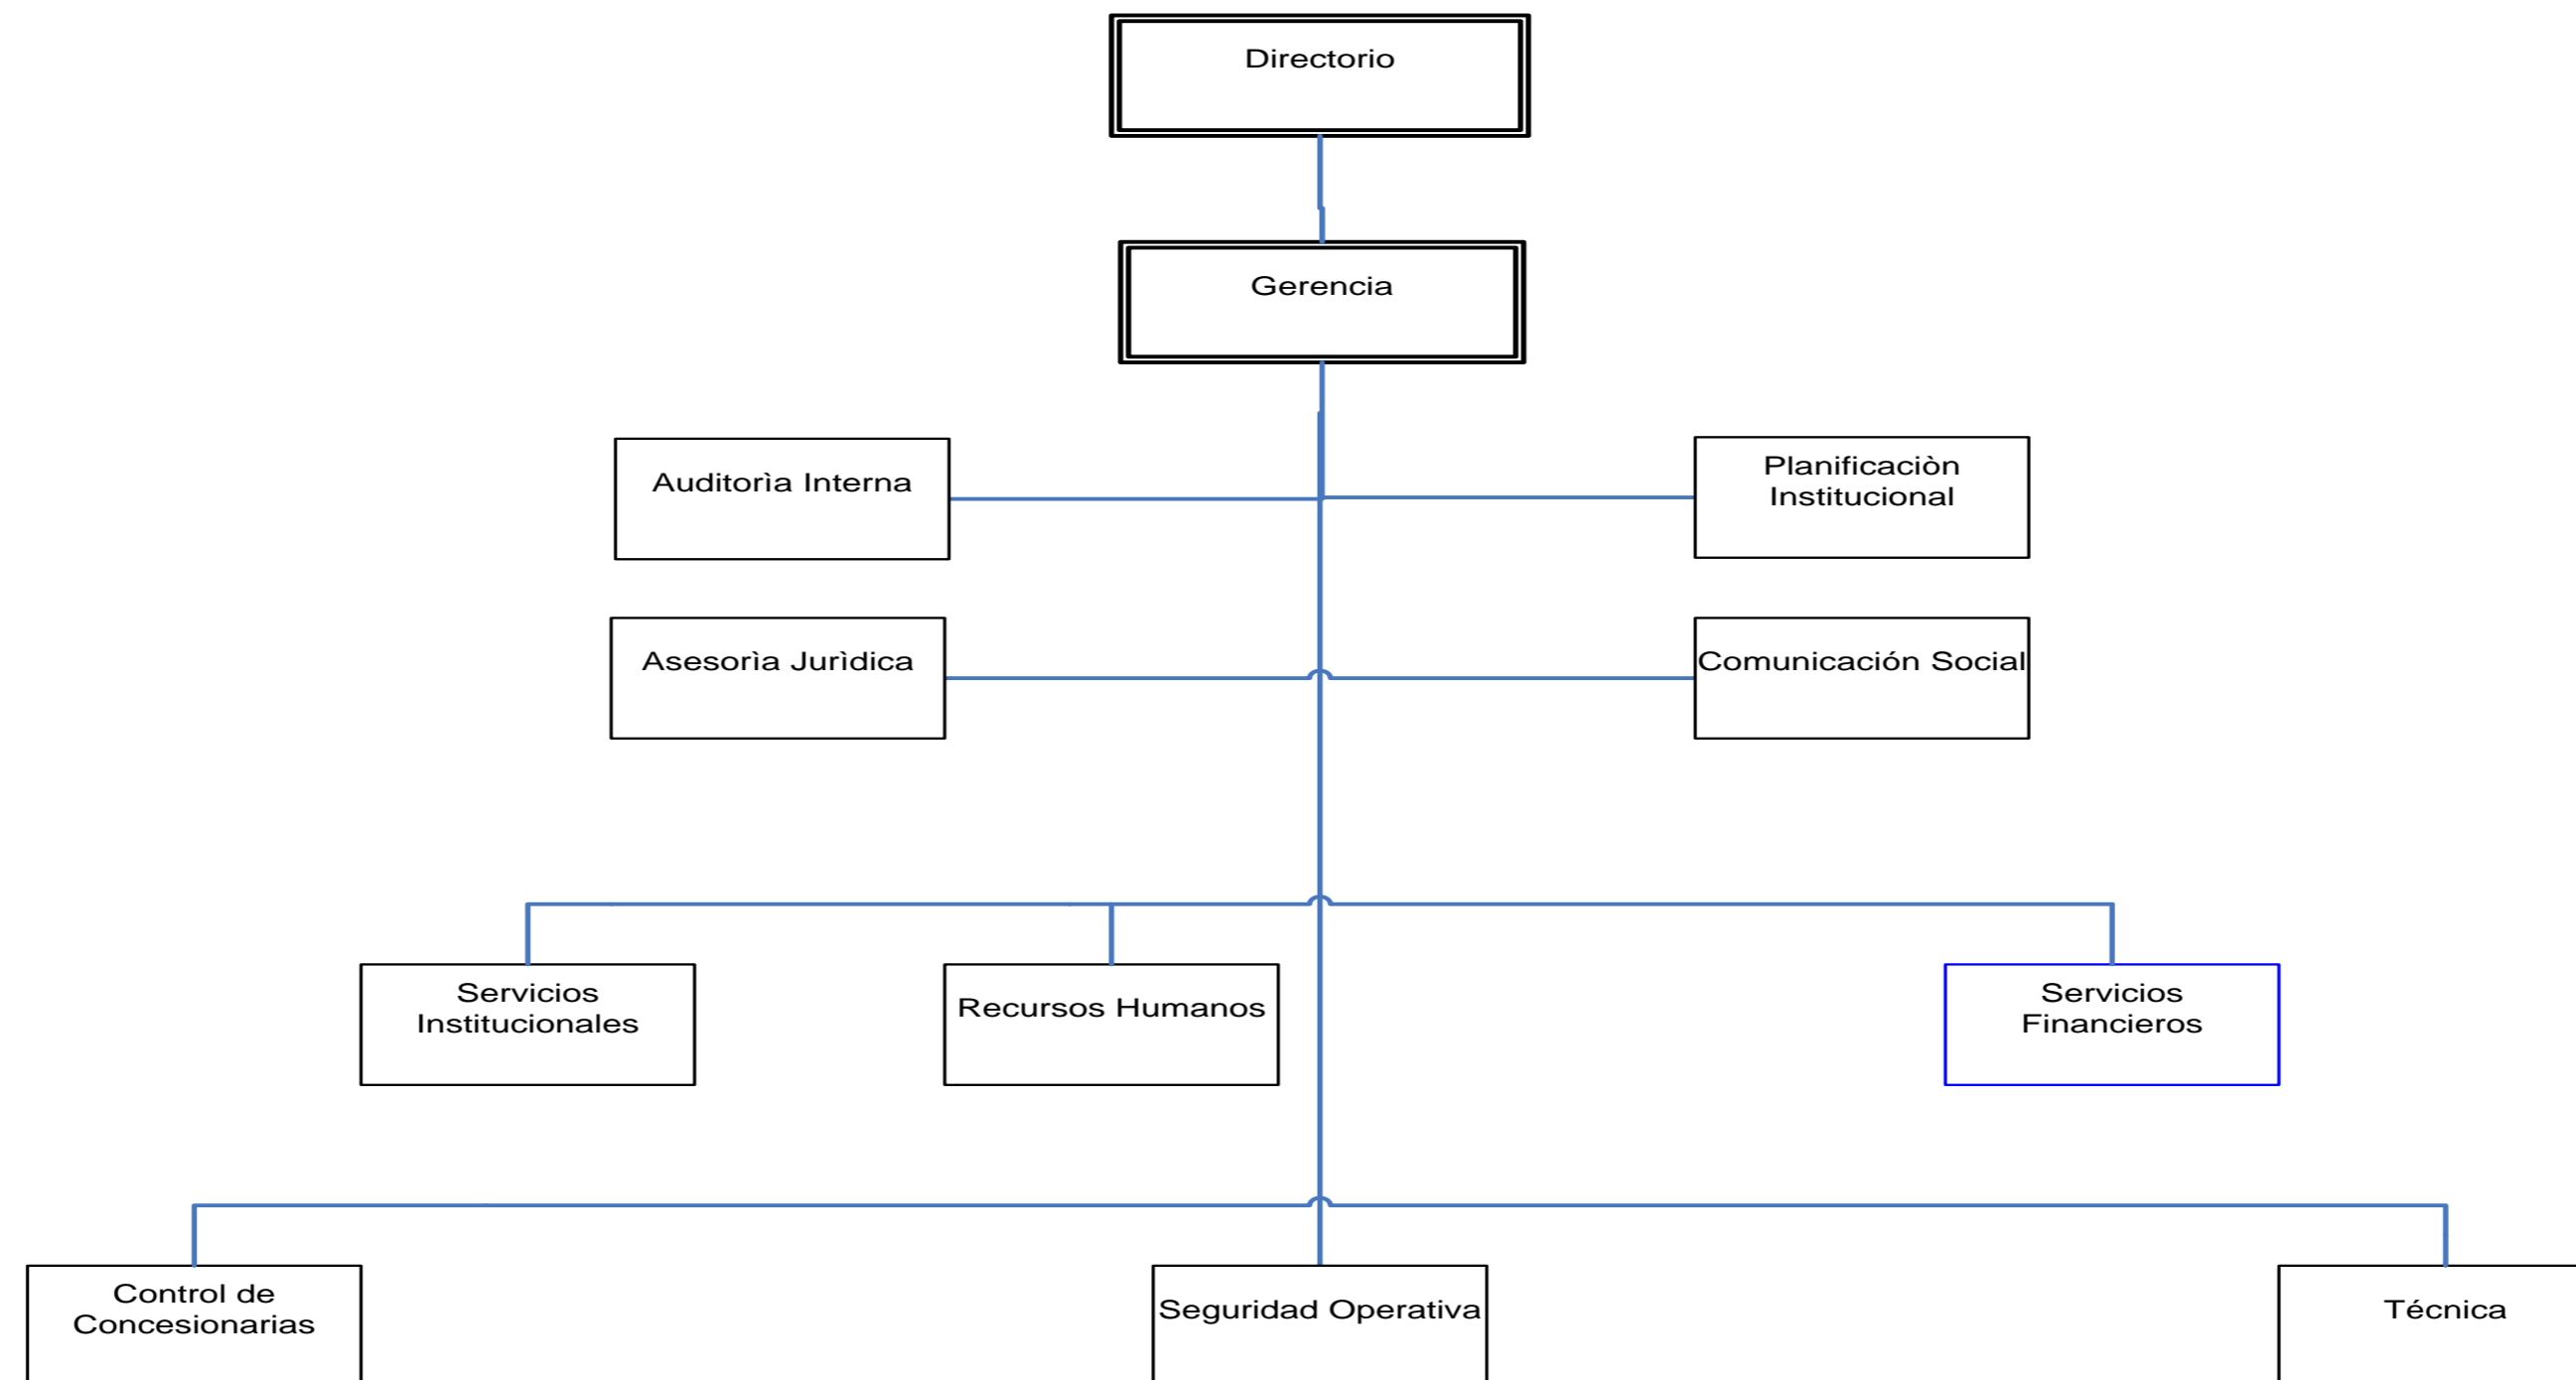 Directorio
Gerencia
Auditorìa Interna
Planificaciòn
Institucional
Asesorìa Jurìdica
Comunicación Social
Servicios
Institucionales
Recursos Humanos
Servicios
Financieros
Control de
Concesionarias
Seguridad Operativa
Técnica